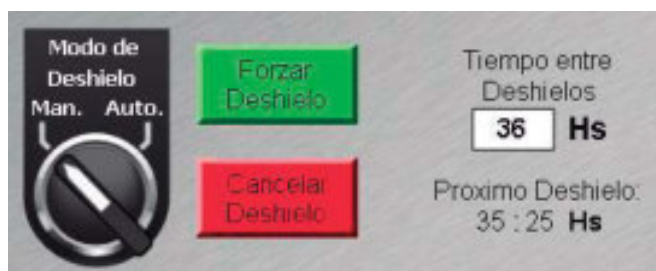 Modo de
Deshielo
Man. Auto.
Forzar
Deshielo
Cancelar
Deshielo
Tiempo entre
Deshielos
36 Hs
Proximo Deshielo:
35 : 25 Hs